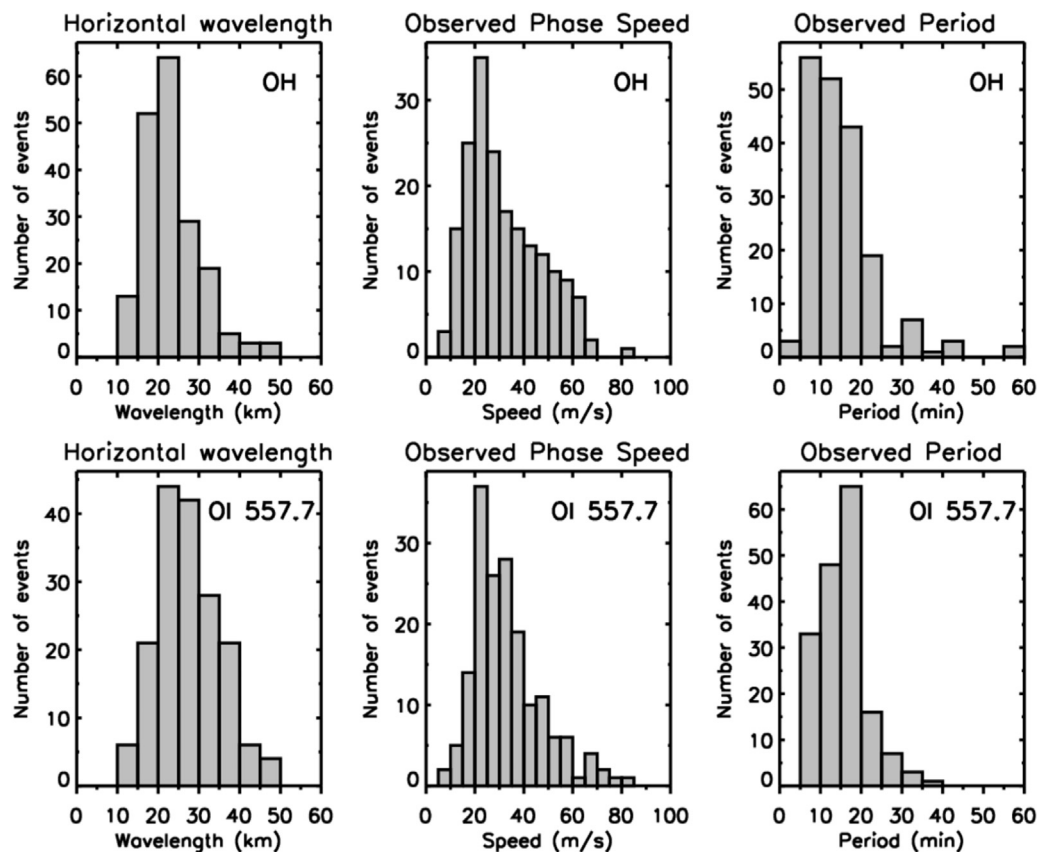 Horizontal wavelength
OH
Number of events
60
50
40
30
20
10
0
0 10 20 30 40 50 60
Wavelength (km)
Observed Phase Speed
OH
Number of events
30
20
10
0
0 20 40 60 80 100
Speed (m/s)
Observed Period
OH
Number of events
50
40
30
20
10
0
0 10 20 30 40 50 60
Period (min)
Horizontal wavelength
OI 557.7
Number of events
40
30
20
10
0
0 10 20 30 40 50 60
Wavelength (km)
Observed Phase Speed
OI 557.7
Number of events
30
20
10
0
0 20 40 60 80 100
Speed (m/s)
Observed Period
OI 557.7
Number of events
60
50
40
30
20
10
0
0 10 20 30 40 50 60
Period (min)